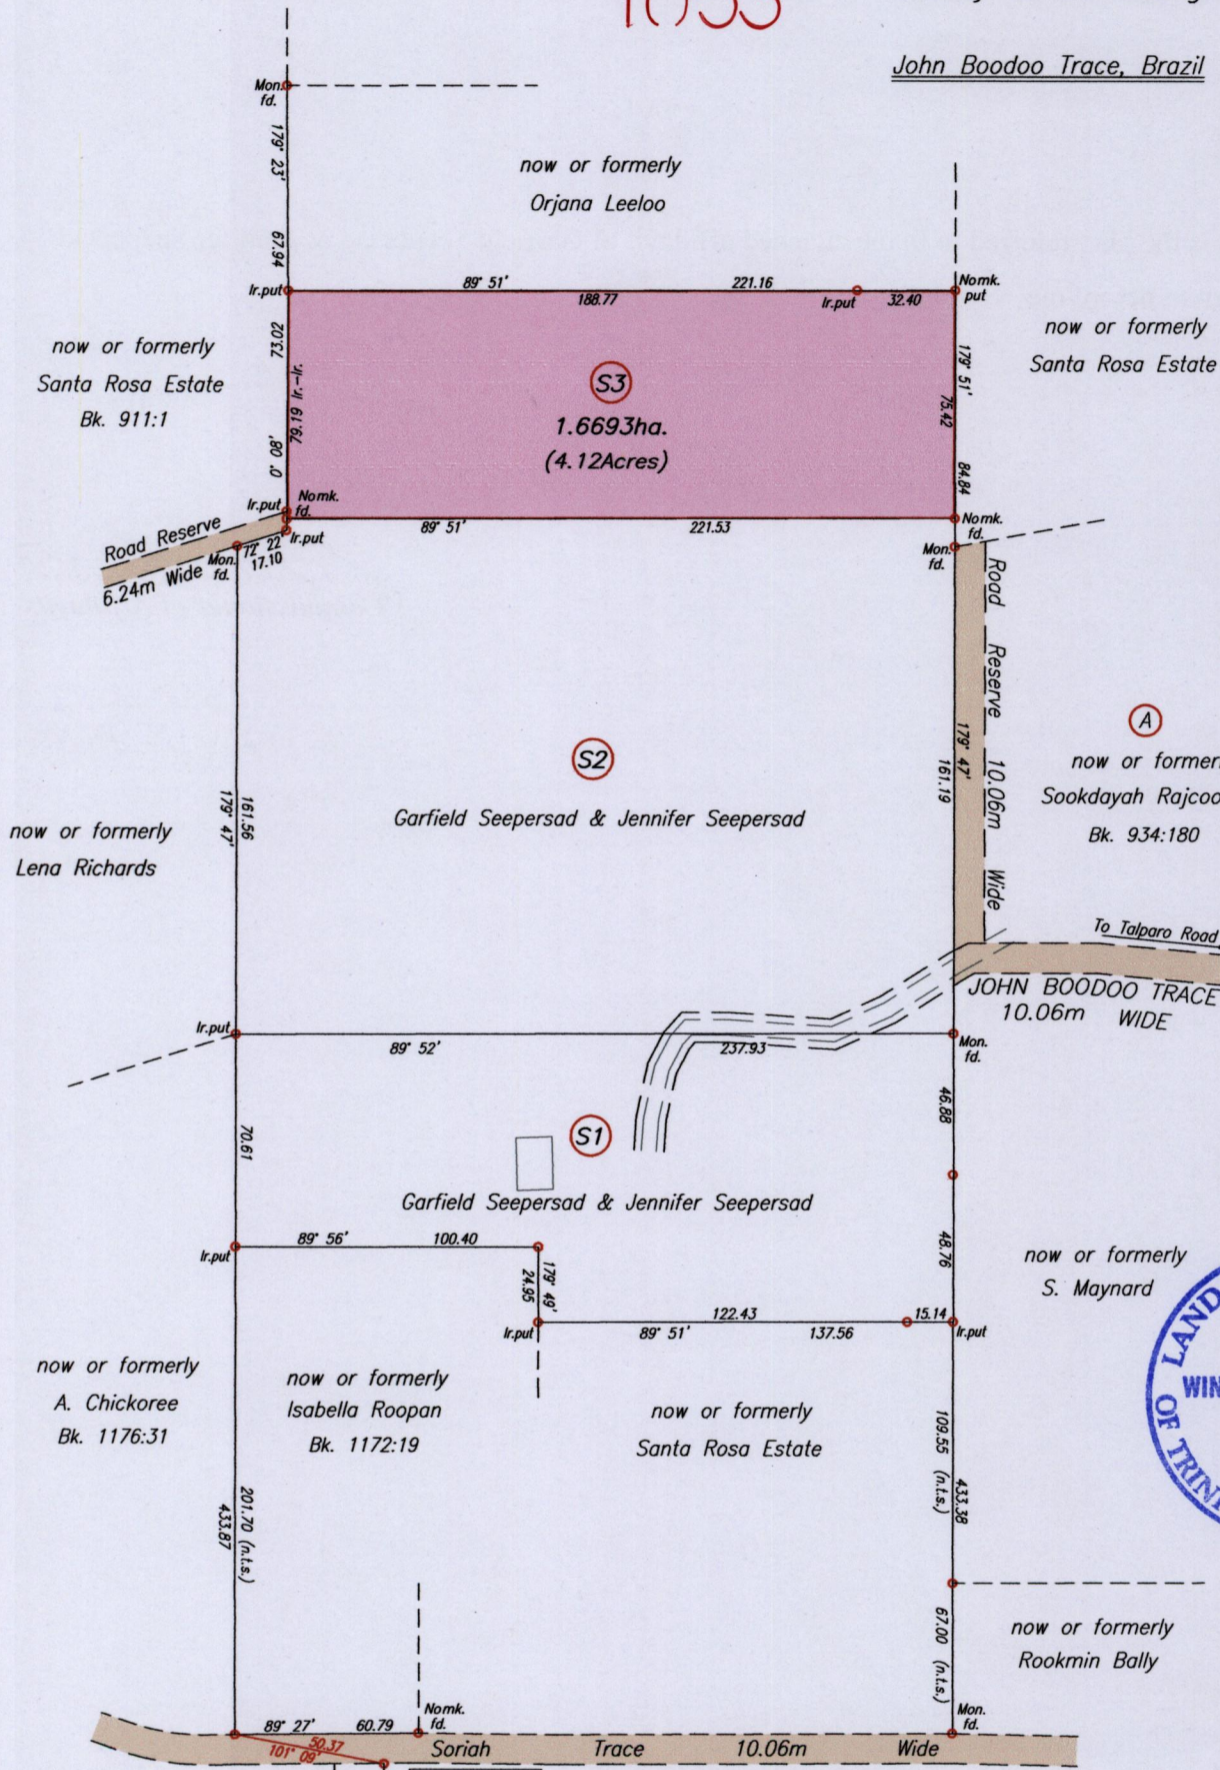 1033
John Boodoo Trace, Brazil
Mon.
fd.
179° 23'
67.94
now or formerly
Orjana Leeloo
Ir.put
89° 51'
221.16
188.77
Ir.put
32.40
Nomk.
put
now or formerly
Santa Rosa Estate
Bk. 911:1
73.02
79.19 Ir.-Ir.
0° 08'
S3
1.6693ha.
(4.12Acres)
179° 51'
75.42
84.84
now or formerly
Santa Rosa Estate
Ir.put
Nomk.
fd.
89° 51'
221.53
Nomk.
fd.
Road Reserve
6.24m Wide
Mon.
fd.
72° 22'
17.10
Ir.put
Mon.
fd.
Road Reserve 10.06m Wide
179° 47'
161.19
S2
Garfield Seepersad & Jennifer Seepersad
A
now or former
Sookdayah Rajcoo
Bk. 934:180
now or formerly
Lena Richards
161.56
179° 47'
To Talparo Road
JOHN BOODOO TRACE
10.06m WIDE
Ir.put
89° 52'
237.93
Mon.
fd.
46.88
70.61
S1
Garfield Seepersad & Jennifer Seepersad
Ir.put
89° 56'
100.40
179° 49'
24.95
48.76
now or formerly
S. Maynard
Ir.put
122.43
89° 51'
137.56
15.14
Ir.put
LAND
WIN
OF TRINI
now or formerly
A. Chickoree
Bk. 1176:31
now or formerly
Isabella Roopan
Bk. 1172:19
now or formerly
Santa Rosa Estate
109.55 (n.t.s.)
433.38
201.70 (n.t.s.)
433.87
67.00 (n.t.s.)
now or formerly
Rookmin Bally
89° 27'
60.79
Nomk.
fd.
Mon.
fd.
50.37
101° 09'
Soriah Trace 10.06m Wide